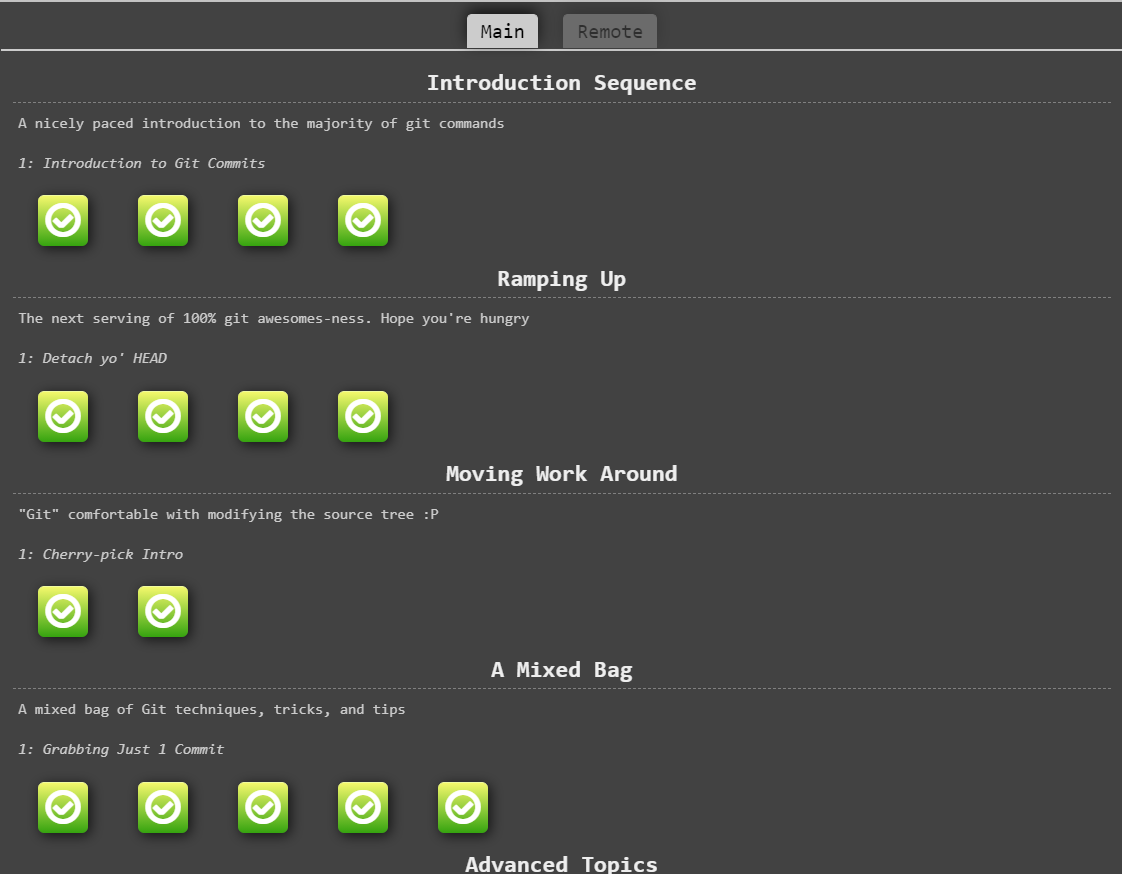 Main
Remote
Introduction Sequence
A nicely paced introduction to the majority of git commands
1: Introduction to Git Commits
Ramping Up
The next serving of 100% git awesomes-ness. Hope you're hungry
1: Detach yo' HEAD
Moving Work Around
"Git" comfortable with modifying the source tree :P
1: Cherry-pick Intro
A Mixed Bag
A mixed bag of Git techniques, tricks, and tips
1: Grabbing Just 1 Commit
Advanced Topics